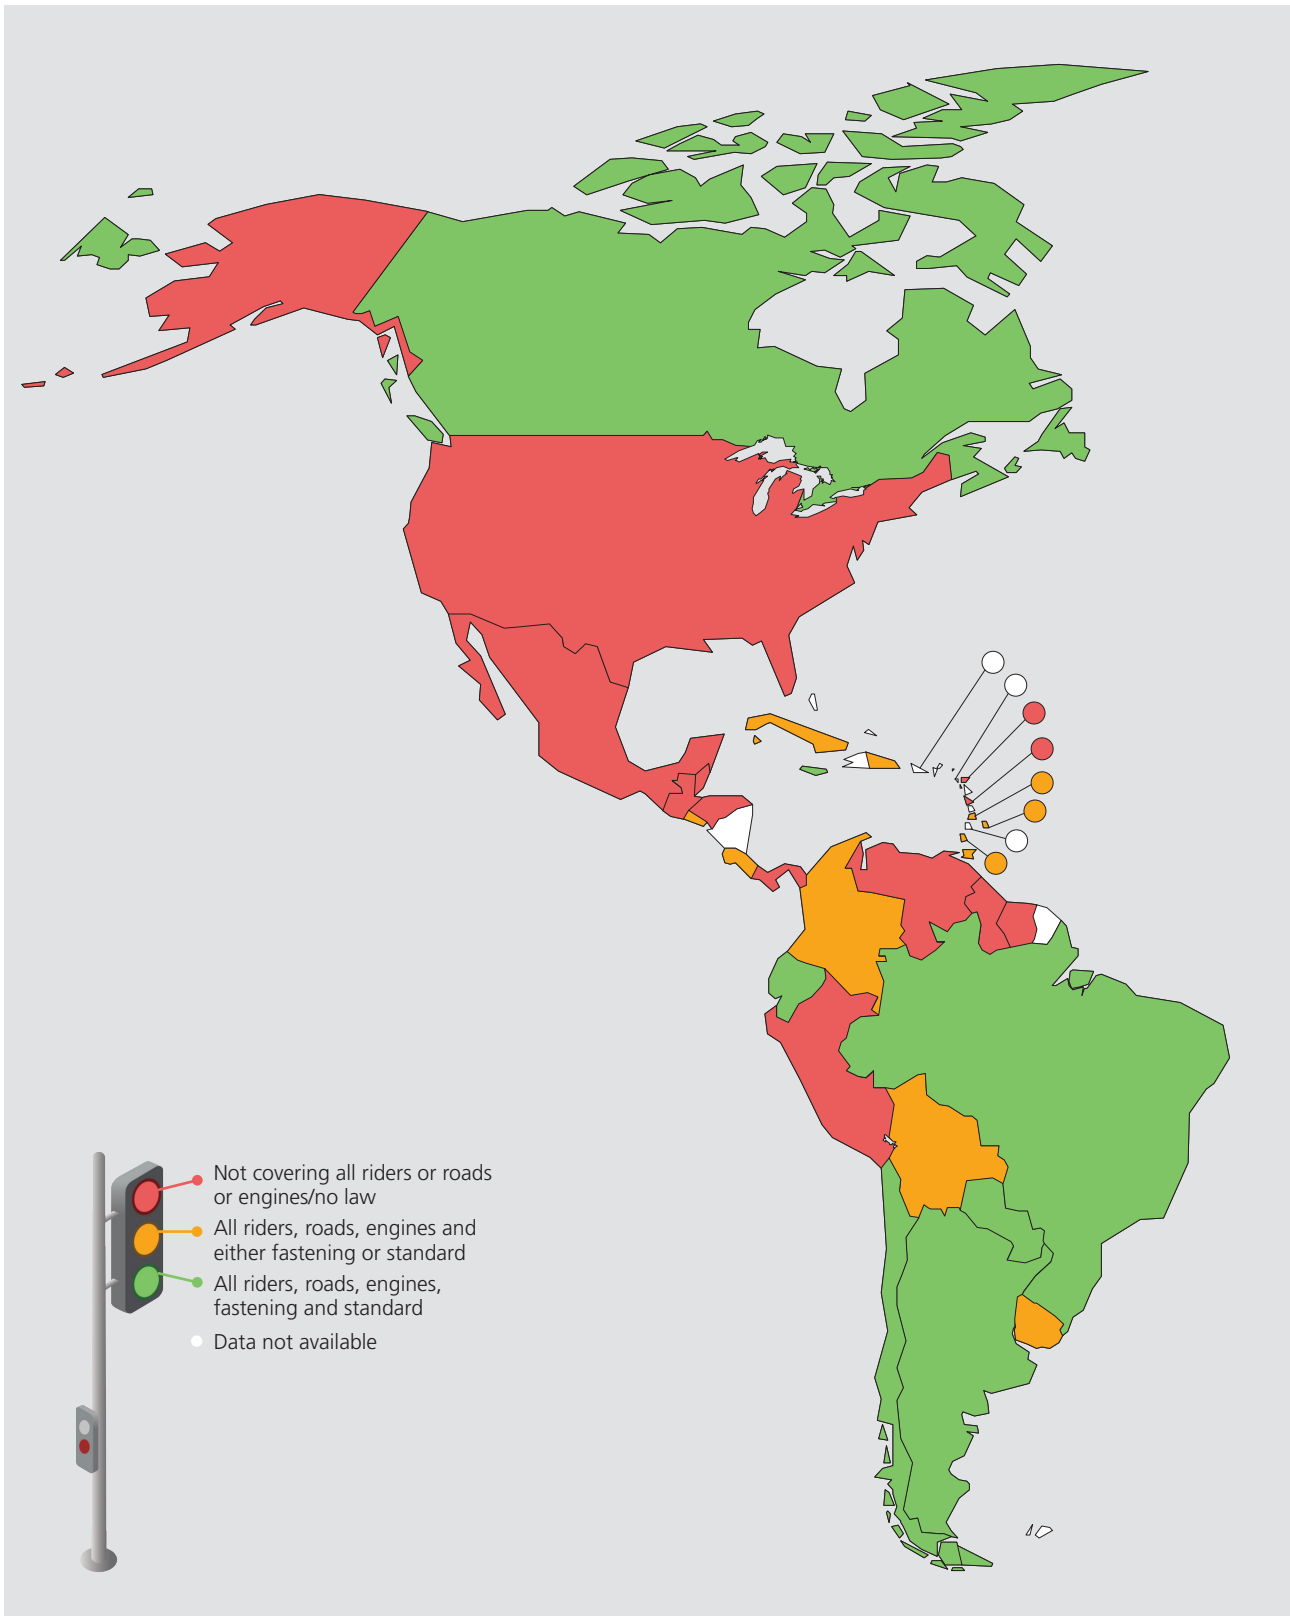 Not covering all riders or roads
or engines/no law
All riders, roads, engines and
either fastening or standard
All riders, roads, engines,
fastening and standard
Data not available